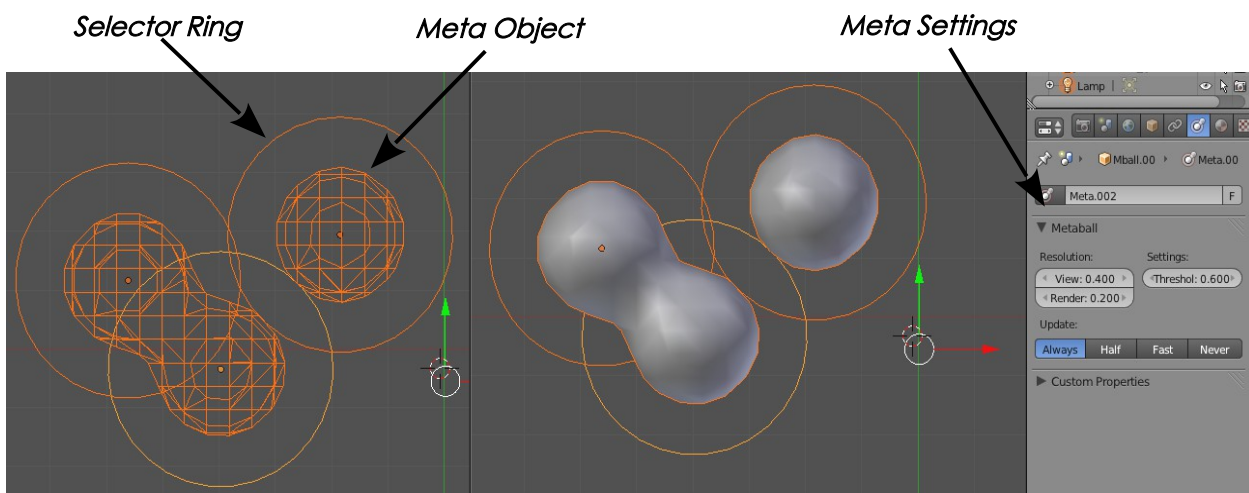 Selector Ring
Meta Object
Meta Settings
Lamp
Mball.00
Meta.00
Meta.002
F
Metaball
Resolution:
Settings:
View: 0.400
Threshol: 0.600
Render: 0.200
Update:
Always Half Fast Never
Custom Properties